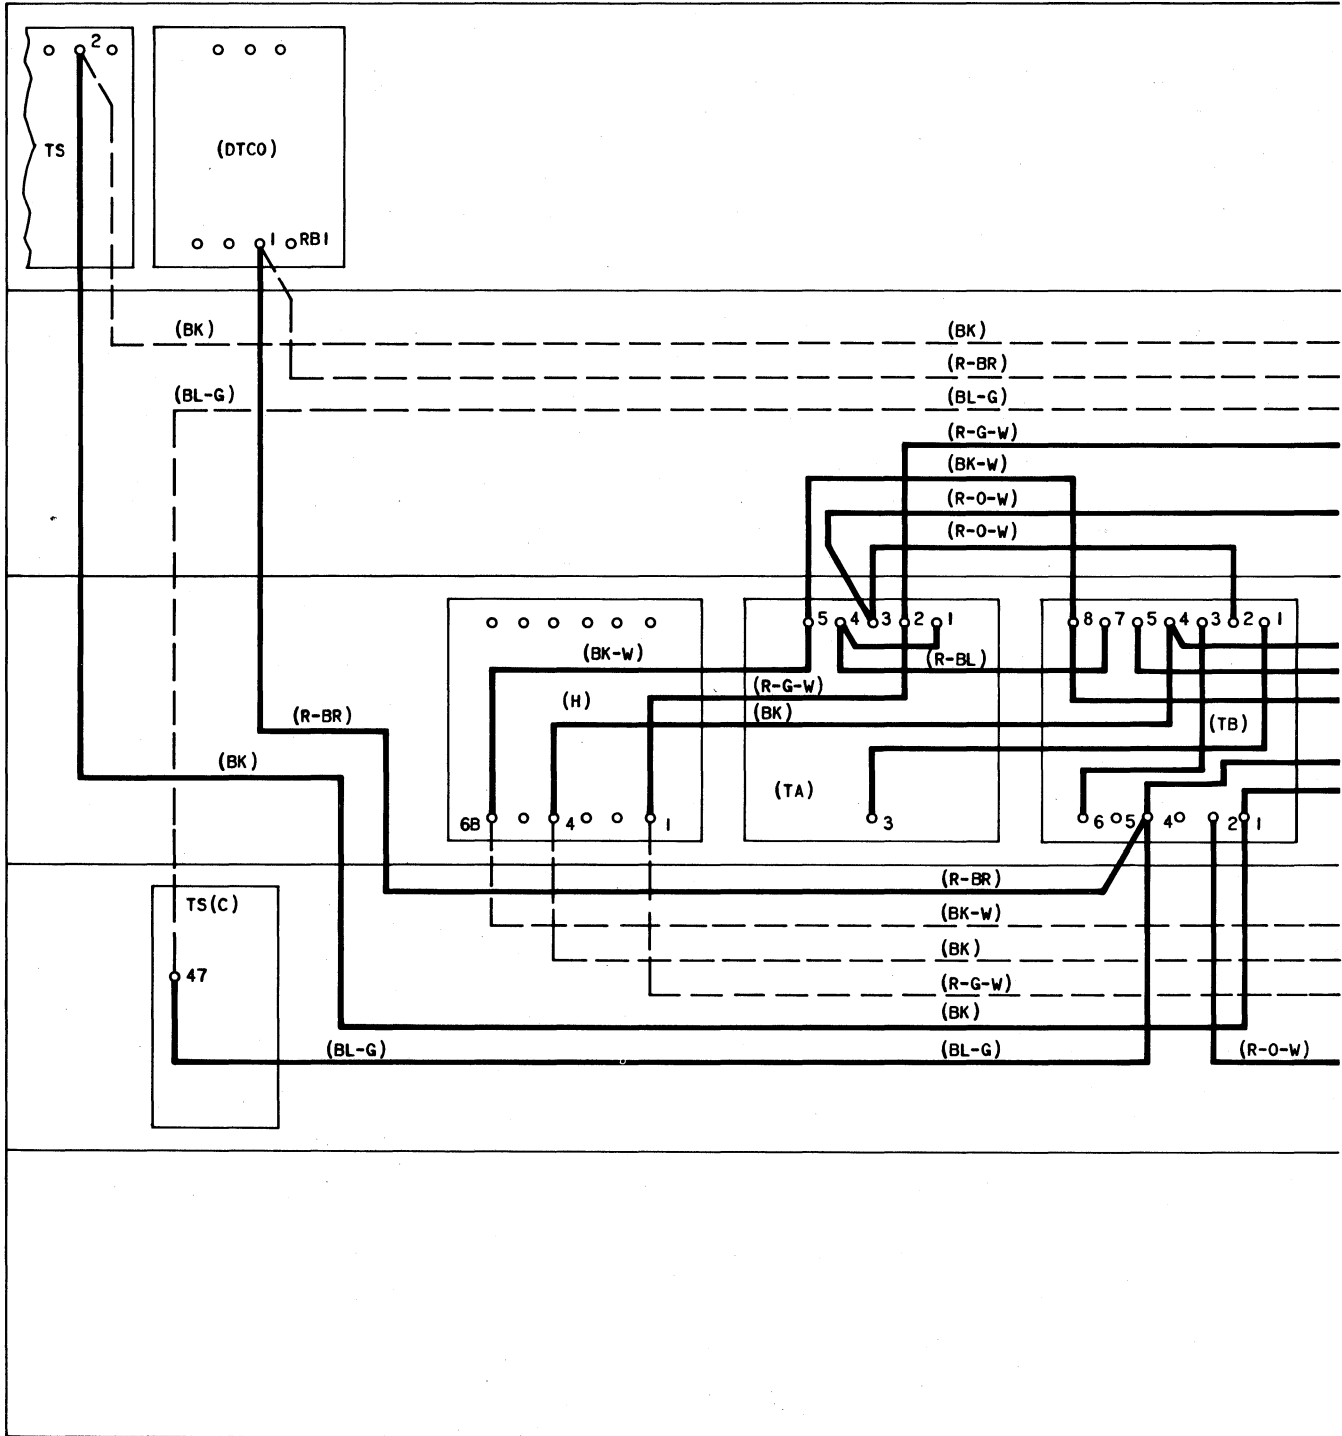 2
TS
(DTCO)
1 RB1
(BK) (BK)
(R-BR)
(BL-G) (BL-G)
(R-G-W)
(BK-W)
(R-O-W)
(R-O-W)
5 4 3 2 1 8 7 5 4 3 2 1
(BK-W) (R-BL)
(R-G-W)
(H)
(R-BR) (BK) (TB)
(BK)
(TA)
6B 4 1 3 6 5 4 2 1
(R-BR)
TS(C) (BK-W)
(BK)
47
(R-G-W)
(BK)
(BL-G) (BL-G) (R-O-W)